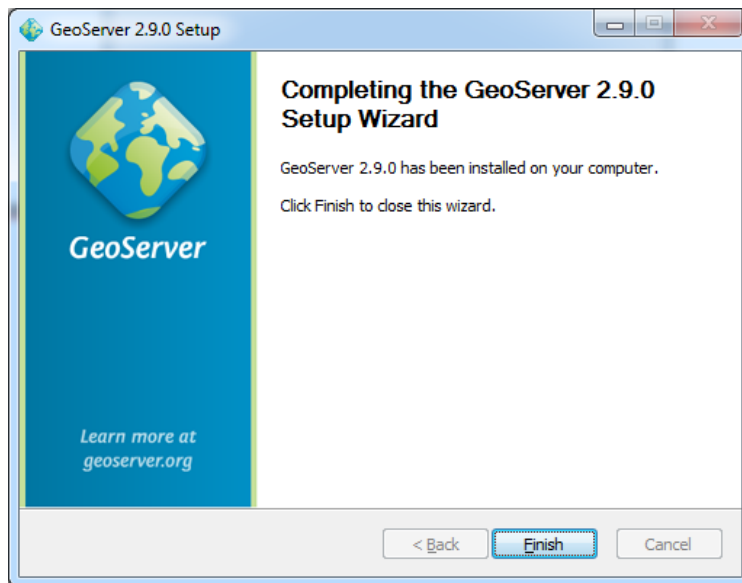 GeoServer 2.9.0 Setup
Completing the GeoServer 2.9.0
Setup Wizard
GeoServer 2.9.0 has been installed on your computer.
Click Finish to close this wizard.
GeoServer
Learn more at
geoserver.org
< Back
Finish
Cancel